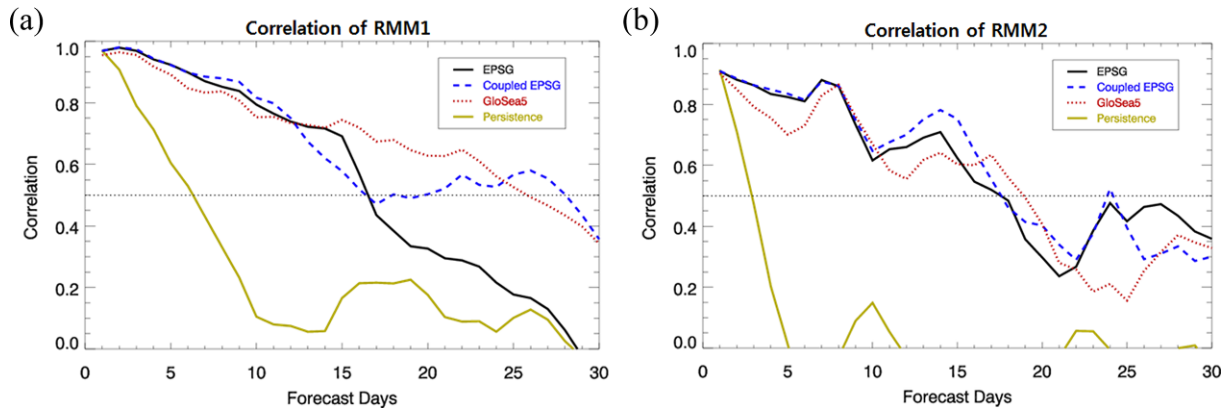 (a)
Correlation of RMM1
1.0
0.8
0.6
0.4
0.2
0.0
Correlation
EPSG
Coupled EPSG
GloSea5
Persistence
0 5 10 15 20 25 30
Forecast Days
(b)
Correlation of RMM2
1.0
0.8
0.6
0.4
0.2
0.0
Correlation
EPSG
Coupled EPSG
GloSea5
Persistence
0 5 10 15 20 25 30
Forecast Days